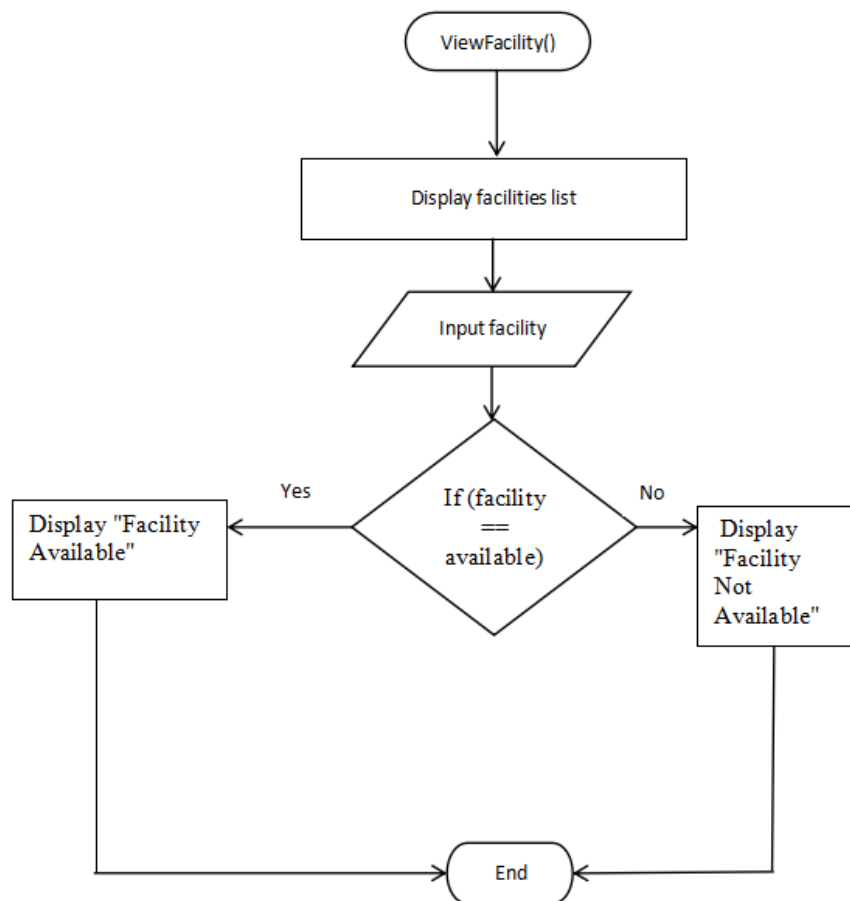 ViewFacility()
Display facilities list
Input facility
If (facility
==
available)
Yes
No
Display "Facility
Available"
Display
"Facility
Not
Available"
End